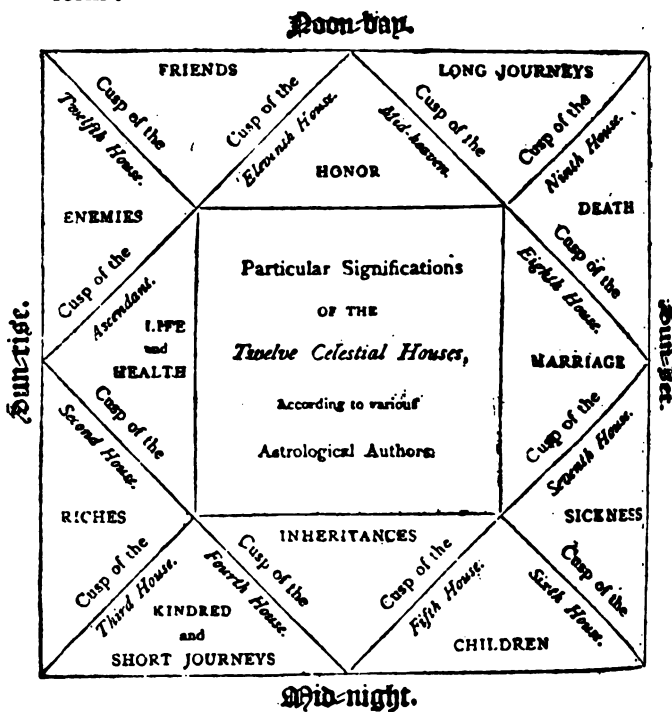 Noon-day.
FRIENDS
LONG JOURNEYS
Cusp of the
Twelfth House.
Cusp of the
Eleventh House.
Cusp of the
Mid-heaven.
Cusp of the
Ninth House.
HONOR
ENEMIES
DEATH
Cusp of the
Ascendant.
Cusp of the
Eighth House.
Particular Significations
OF THE
Twelve Celestial Houses,
According to various
Astrological Authors
Sun-rise.
Sun-set.
LIFE
and
HEALTH
MARRIAGE
Cusp of the
Second House.
Cusp of the
Seventh House.
RICHES
SICKNESS
INHERITANCES
Cusp of the
Third House.
Cusp of the
Fourth House.
Cusp of the
Fifth House.
Cusp of the
Sixth House.
KINDRED
and
SHORT JOURNEYS
CHILDREN
Mid-night.